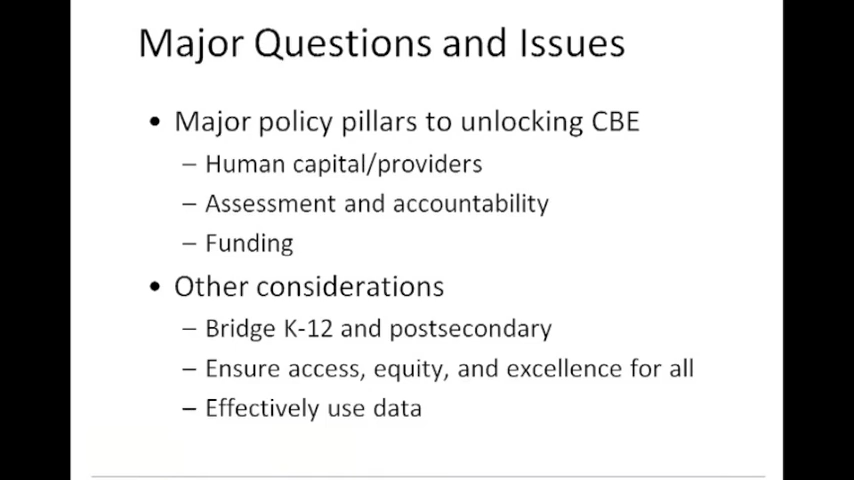 Major Questions and Issues
• Major policy pillars to unlocking CBE
– Human capital/providers
– Assessment and accountability
– Funding
• Other considerations
– Bridge K-12 and postsecondary
– Ensure access, equity, and excellence for all
– Effectively use data